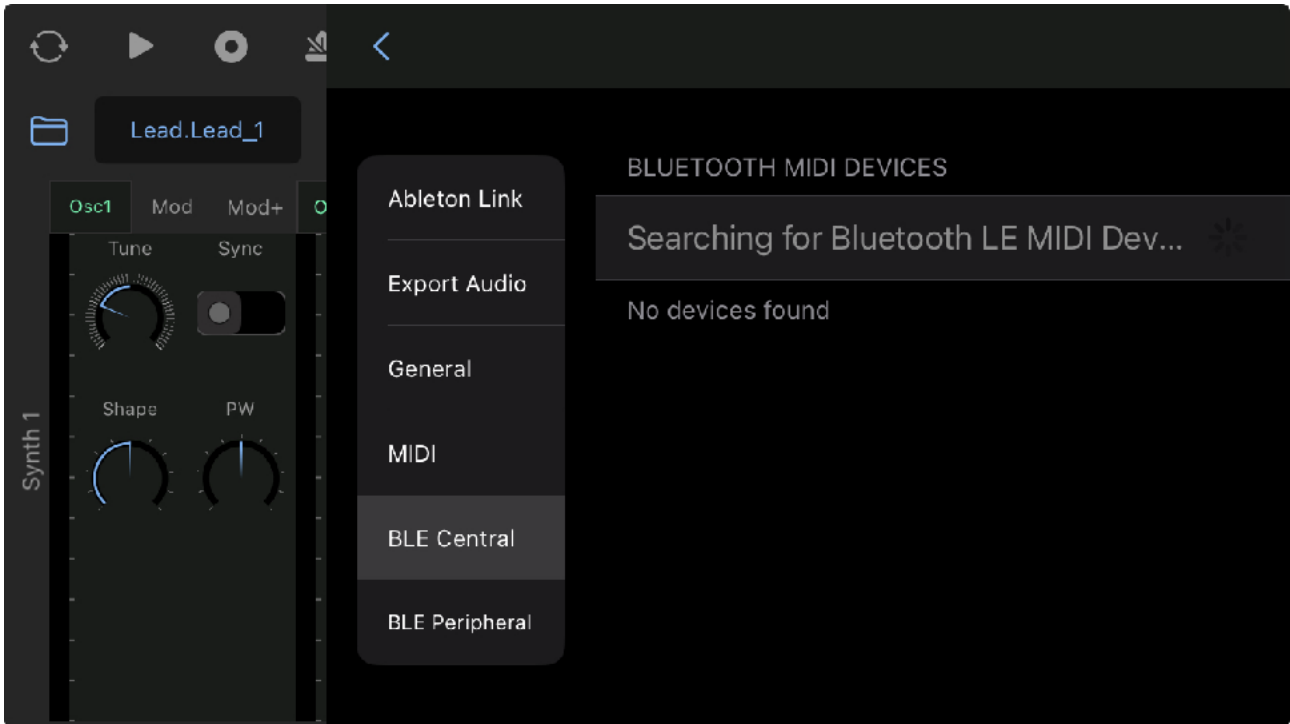 Lead.Lead_1
Osc1 Mod Mod+ O
Tune Sync
Shape PW
Synth 1
Ableton Link
Export Audio
General
MIDI
BLE Central
BLE Peripheral
BLUETOOTH MIDI DEVICES
Searching for Bluetooth LE MIDI Dev...
No devices found